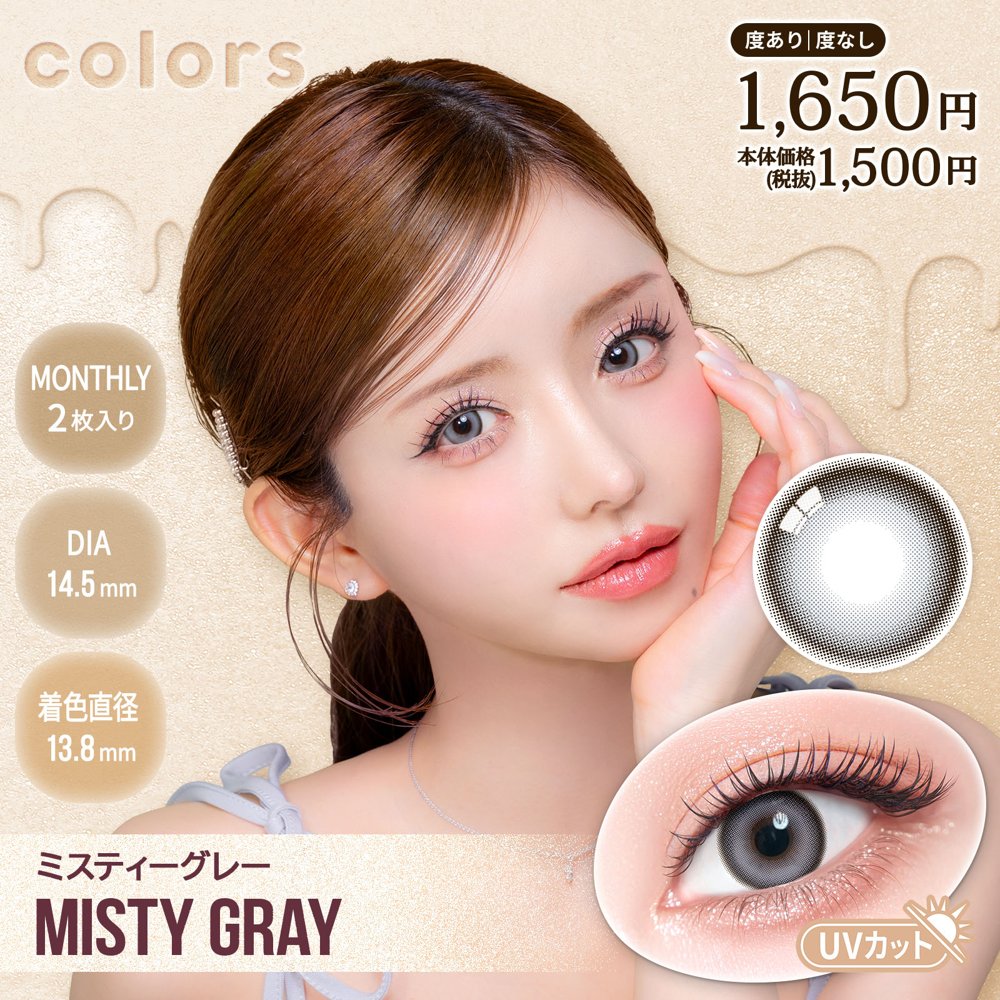 colors
度あり|度なし
1,650円
本体価格
(税抜)1,500円
MONTHLY
2枚入り
DIA
14.5mm
着色直径
13.8mm
ミスティーグレー
MISTY GRAY
UVカット